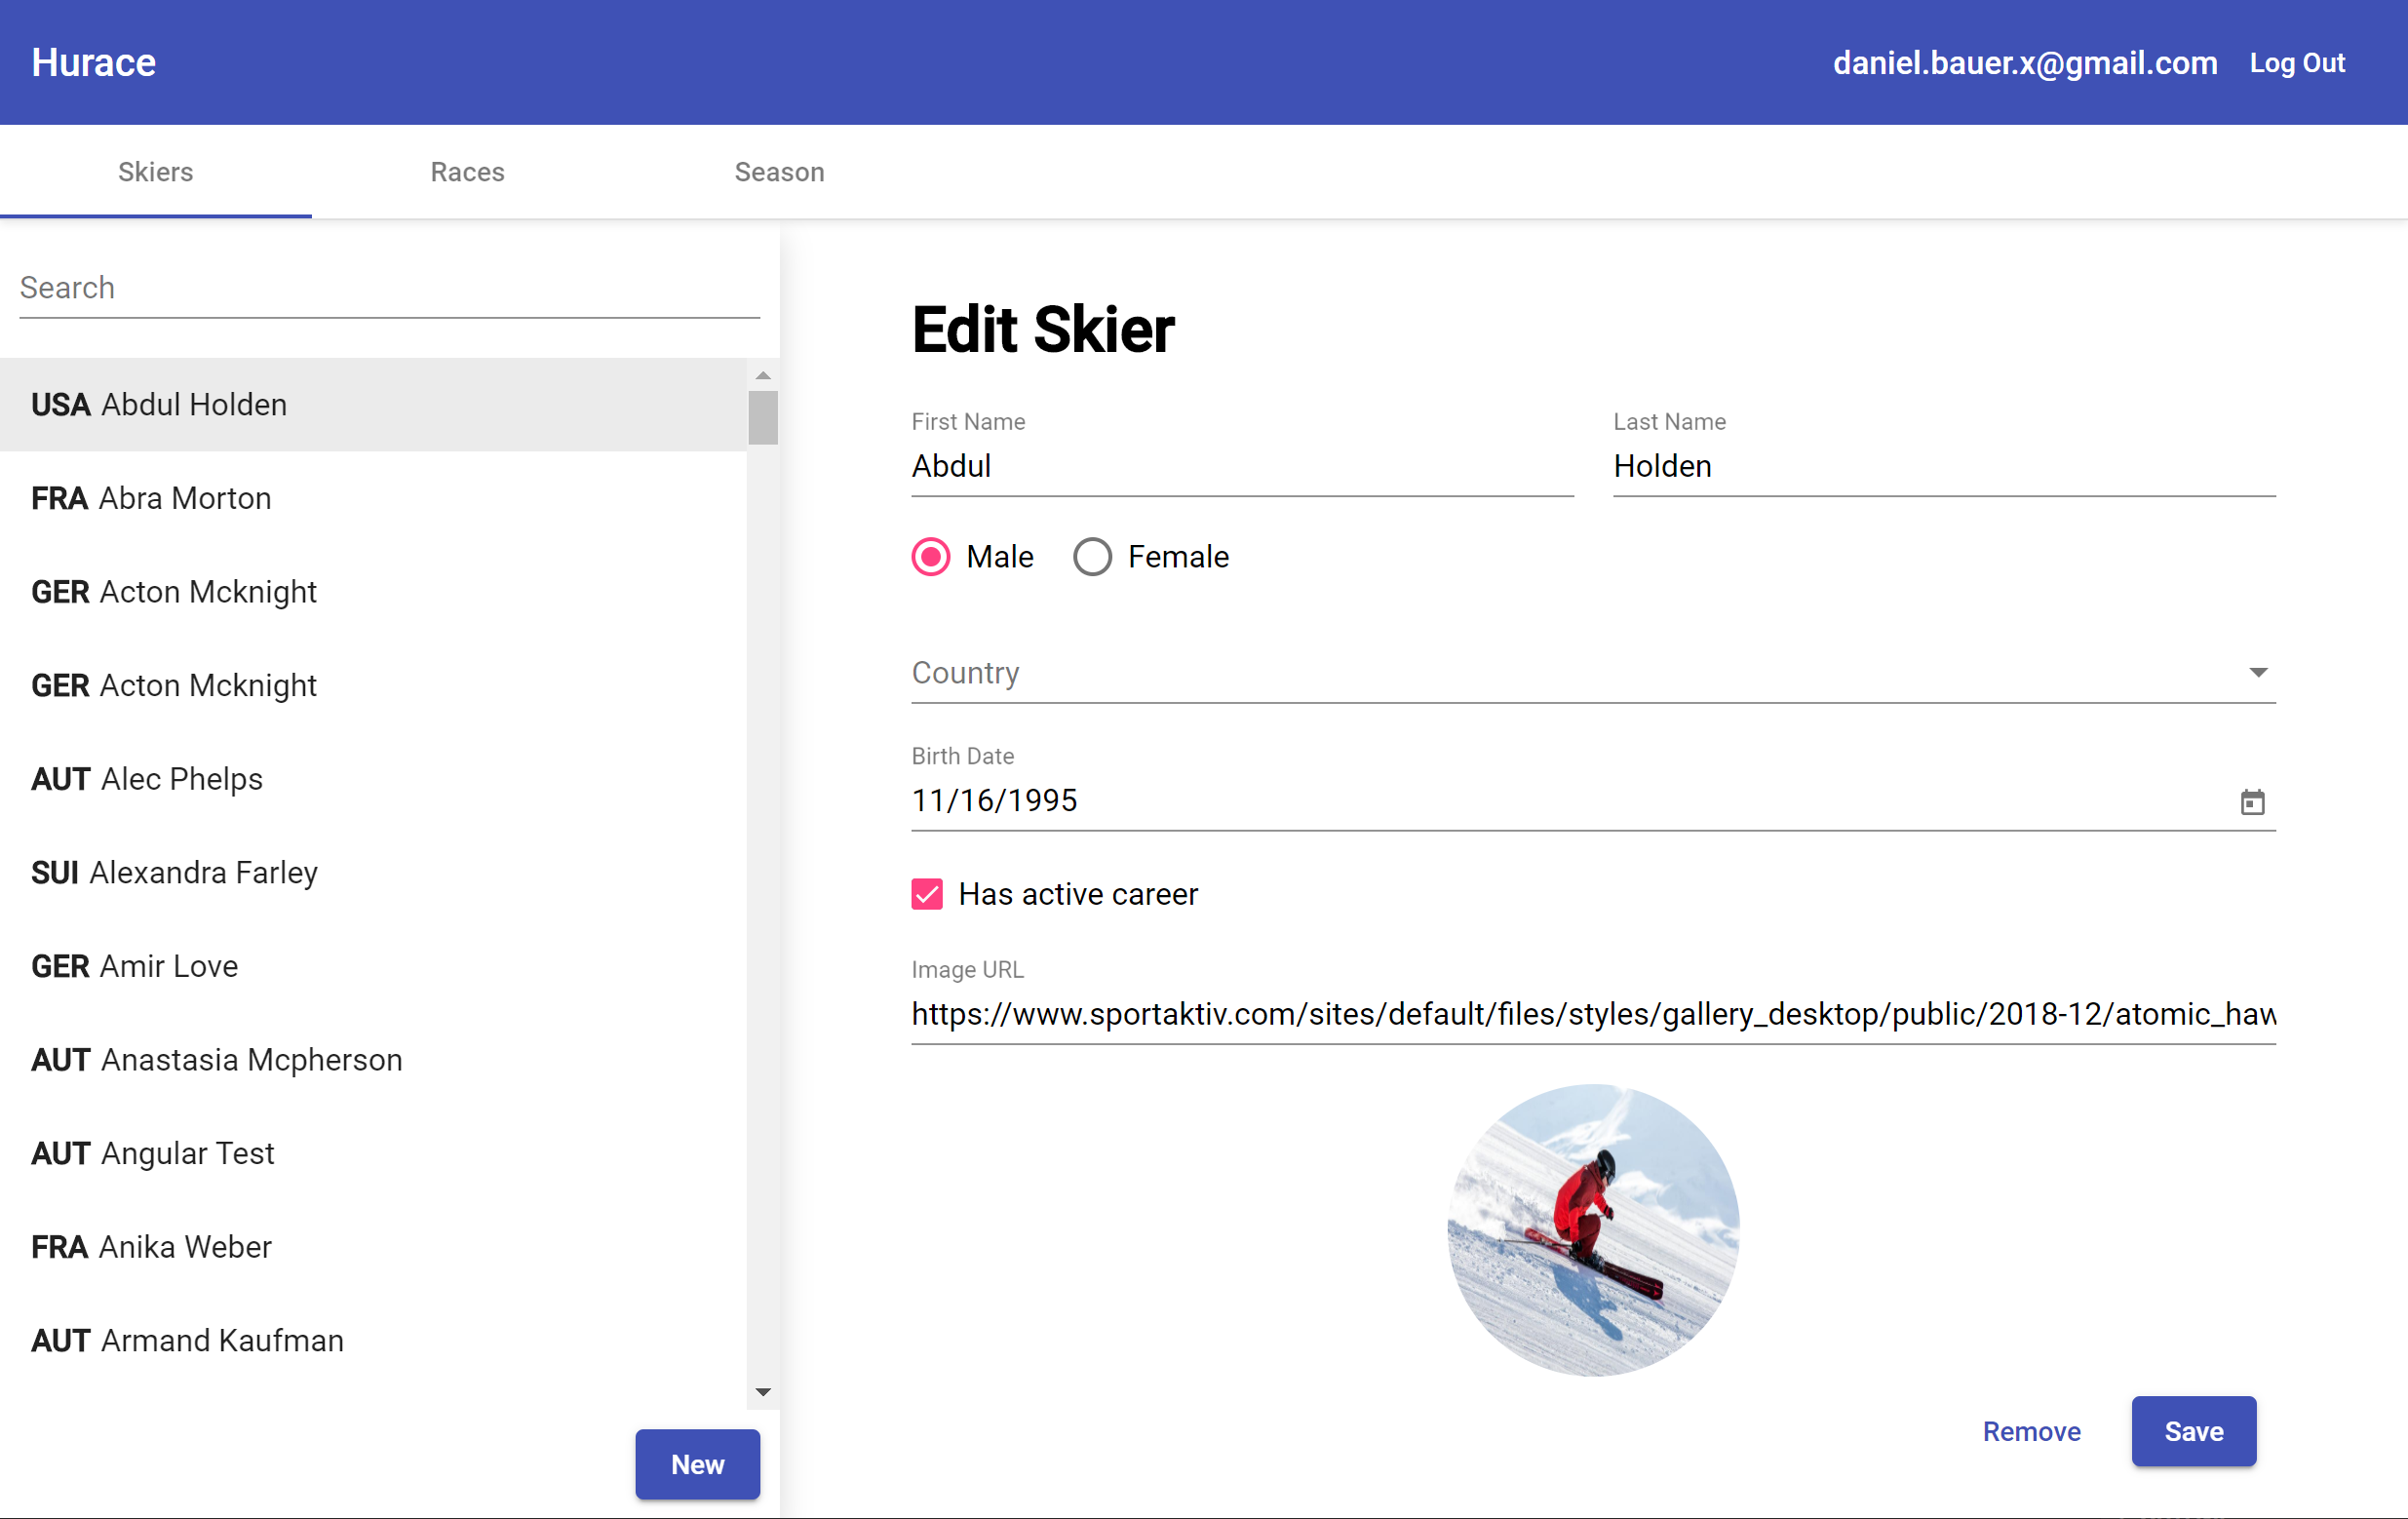 Hurace
daniel.bauer.x@gmail.com Log Out
Skiers Races Season
Search
USA Abdul Holden
FRA Abra Morton
GER Acton Mcknight
GER Acton Mcknight
AUT Alec Phelps
SUI Alexandra Farley
GER Amir Love
AUT Anastasia Mcpherson
AUT Angular Test
FRA Anika Weber
AUT Armand Kaufman
New
Edit Skier
First Name Last Name
Abdul Holden
Male Female
Country
Birth Date
11/16/1995
Has active career
Image URL
https://www.sportaktiv.com/sites/default/files/styles/gallery_desktop/public/2018-12/atomic_haw
Remove Save